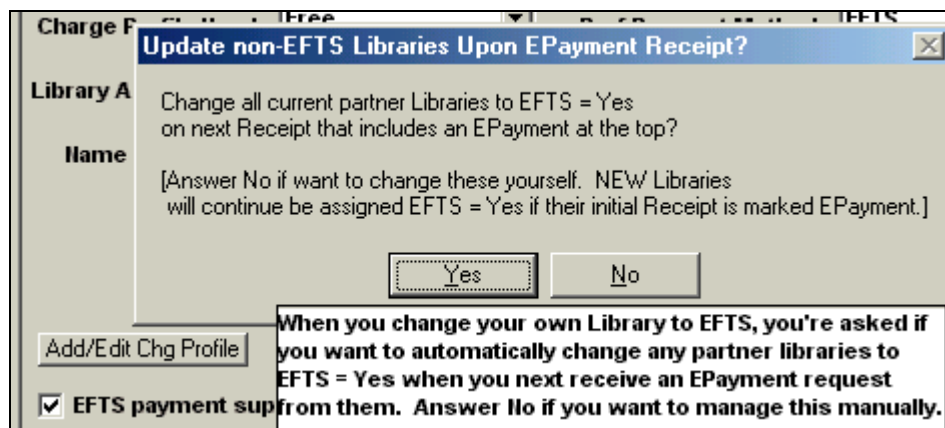 Charge P
Free
EFTS
Update non-EFTS Libraries Upon EPayment Receipt?
Library A
Change all current partner Libraries to EFTS = Yes
on next Receipt that includes an EPayment at the top?
Name
[Answer No if want to change these yourself. NEW Libraries
will continue be assigned EFTS = Yes if their initial Receipt is marked EPayment.]
Yes
No
When you change your own Library to EFTS, you're asked if
Add/Edit Chg Profile
you want to automatically change any partner libraries to
EFTS = Yes when you next receive an EPayment request
EFTS payment sup
from them. Answer No if you want to manage this manually.